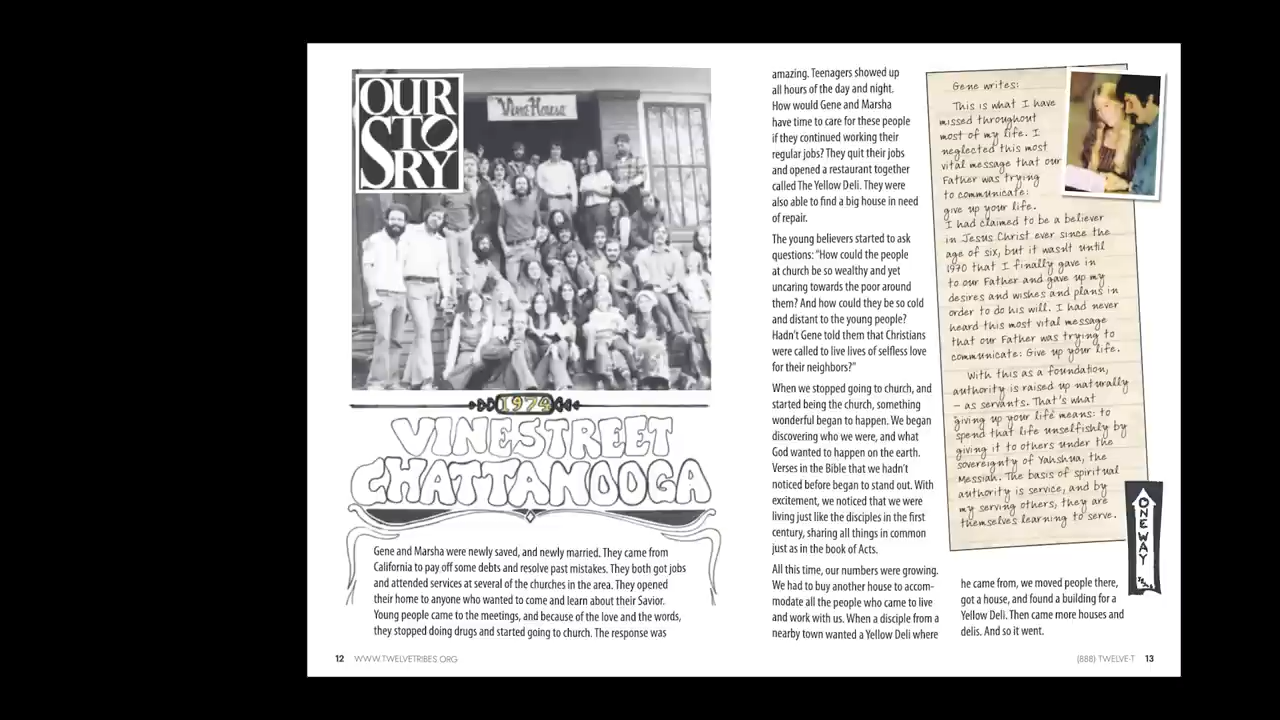 OUR
STO
RY
Vine House
1974
VINESTREET
CHATTANOOGA
Gene and Marsha were newly saved, and newly married. They came from
California to pay off some debts and resolve past mistakes. They both got jobs
and attended services at several of the churches in the area. They opened
their home to anyone who wanted to come and learn about their Savior.
Young people came to the meetings, and because of the love and the words,
they stopped doing drugs and started going to church. The response was
12 WWW.TWELVETRIBES.ORG
amazing. Teenagers showed up
all hours of the day and night.
How would Gene and Marsha
have time to care for these people
if they continued working their
regular jobs? They quit their jobs
and opened a restaurant together
called The Yellow Deli. They were
also able to find a big house in need
of repair.
The young believers started to ask
questions: “How could the people
at church be so wealthy and yet
uncaring towards the poor around
them? And how could they be so cold
and distant to the young people?
Hadn’t Gene told them that Christians
were called to live lives of selfless love
for their neighbors?”
When we stopped going to church, and
started being the church, something
wonderful began to happen. We began
discovering who we were, and what
God wanted to happen on the earth.
Verses in the Bible that we hadn’t
noticed before began to stand out. With
excitement, we noticed that we were
living just like the disciples in the first
century, sharing all things in common
just as in the book of Acts.
All this time, our numbers were growing.
We had to buy another house to accom-
modate all the people who came to live
and work with us. When a disciple from a
nearby town wanted a Yellow Deli where
he came from, we moved people there,
got a house, and found a building for a
Yellow Deli. Then came more houses and
delis. And so it went.
Gene writes:
This is what I have
missed throughout
most of my life. I
neglected this most
vital message that our
Father was trying
to communicate:
give up your life.
I had claimed to be a believer
in Jesus Christ ever since the
age of six, but it wasn't until
1970 that I finally gave in
to our Father and gave up my
desires and wishes and plans in
order to do his will. I had never
heard this most vital message
that our Father was trying to
communicate: Give up your life.
With this as a foundation,
authority is raised up naturally
— as servants. That's what
giving up your life means: to
spend that life unselfishly by
giving it to others under the
sovereignty of Yahshua, the
Messiah. The basis of spiritual
authority is service, and by
my serving others, they are
themselves learning to serve.
ONE WAY
(888) TWELVE-T 13